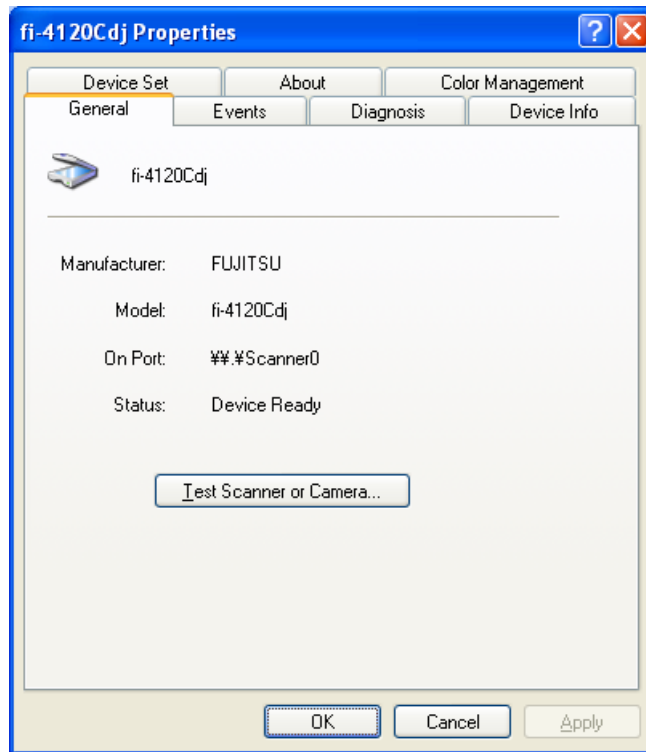 fi-4120Cdj Properties
Device Set About Color Management
General Events Diagnosis Device Info
fi-4120Cdj
Manufacturer: FUJITSU
Model: fi-4120Cdj
On Port: ¥¥.¥Scanner0
Status: Device Ready
Test Scanner or Camera...
OK Cancel Apply